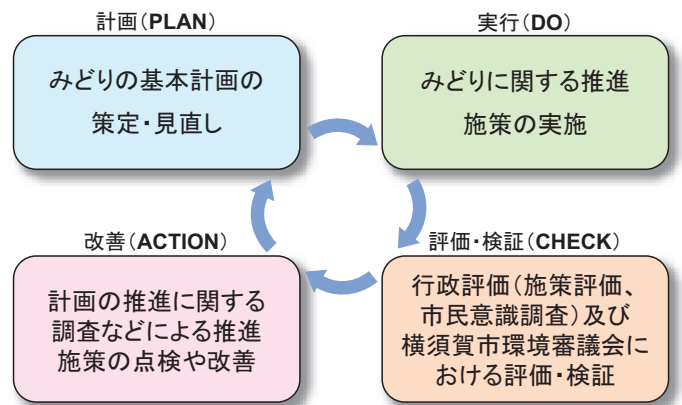 計画（PLAN）
みどりの基本計画の
策定・見直し
実行（DO）
みどりに関する推進
施策の実施
改善（ACTION）
計画の推進に関する
調査などによる推進
施策の点検や改善
評価・検証（CHECK）
行政評価（施策評価、
市民意識調査）及び
横須賀市環境審議会に
おける評価・検証